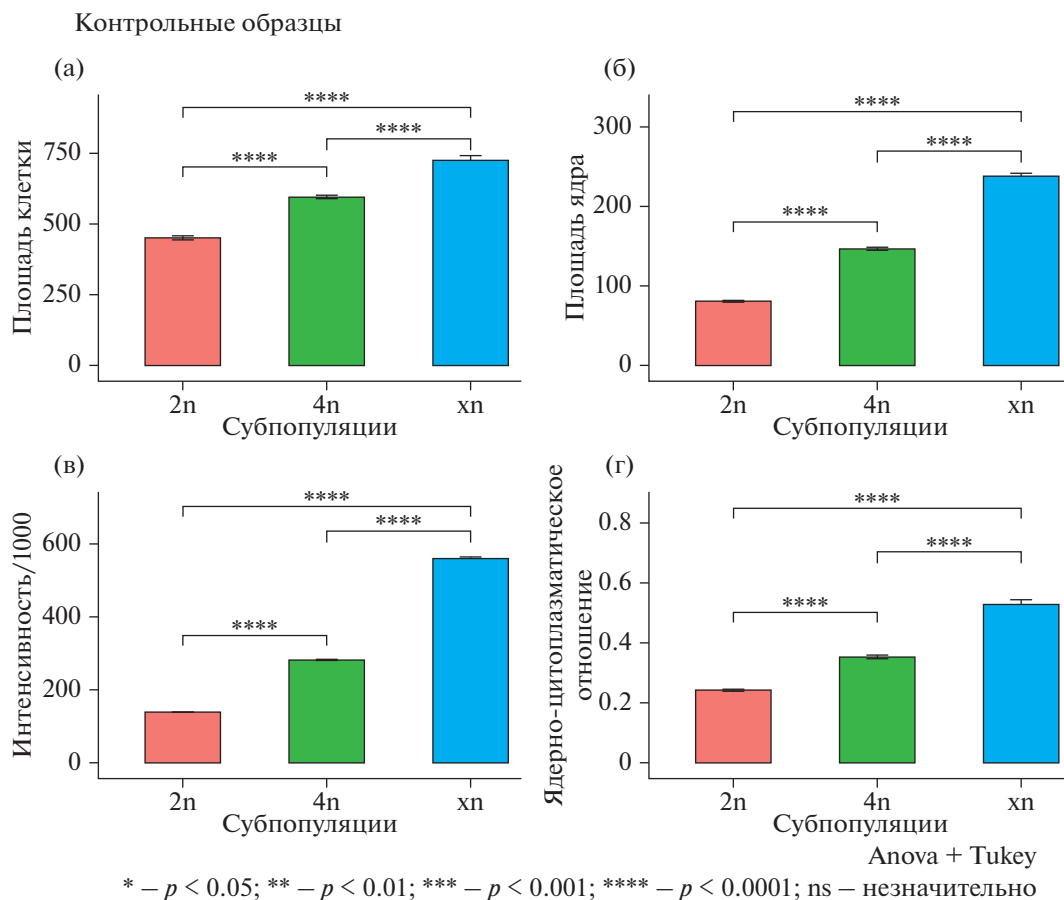 Контрольные образцы
(а)
Площадь клетки
750
500
250
0
****
****
****
2n
4n
xn
Субпопуляции
(б)
Площадь ядра
300
200
100
0
****
****
****
2n
4n
xn
Субпопуляции
(в)
Интенсивность/1000
600
400
200
0
****
****
****
2n
4n
xn
Субпопуляции
(г)
Ядерно-цитоплазматическое
отношение
0.8
0.6
0.4
0.2
0
****
****
****
2n
4n
xn
Субпопуляции
Anova + Tukey
* – p < 0.05; ** – p < 0.01; *** – p < 0.001; **** – p < 0.0001; ns – незначительно